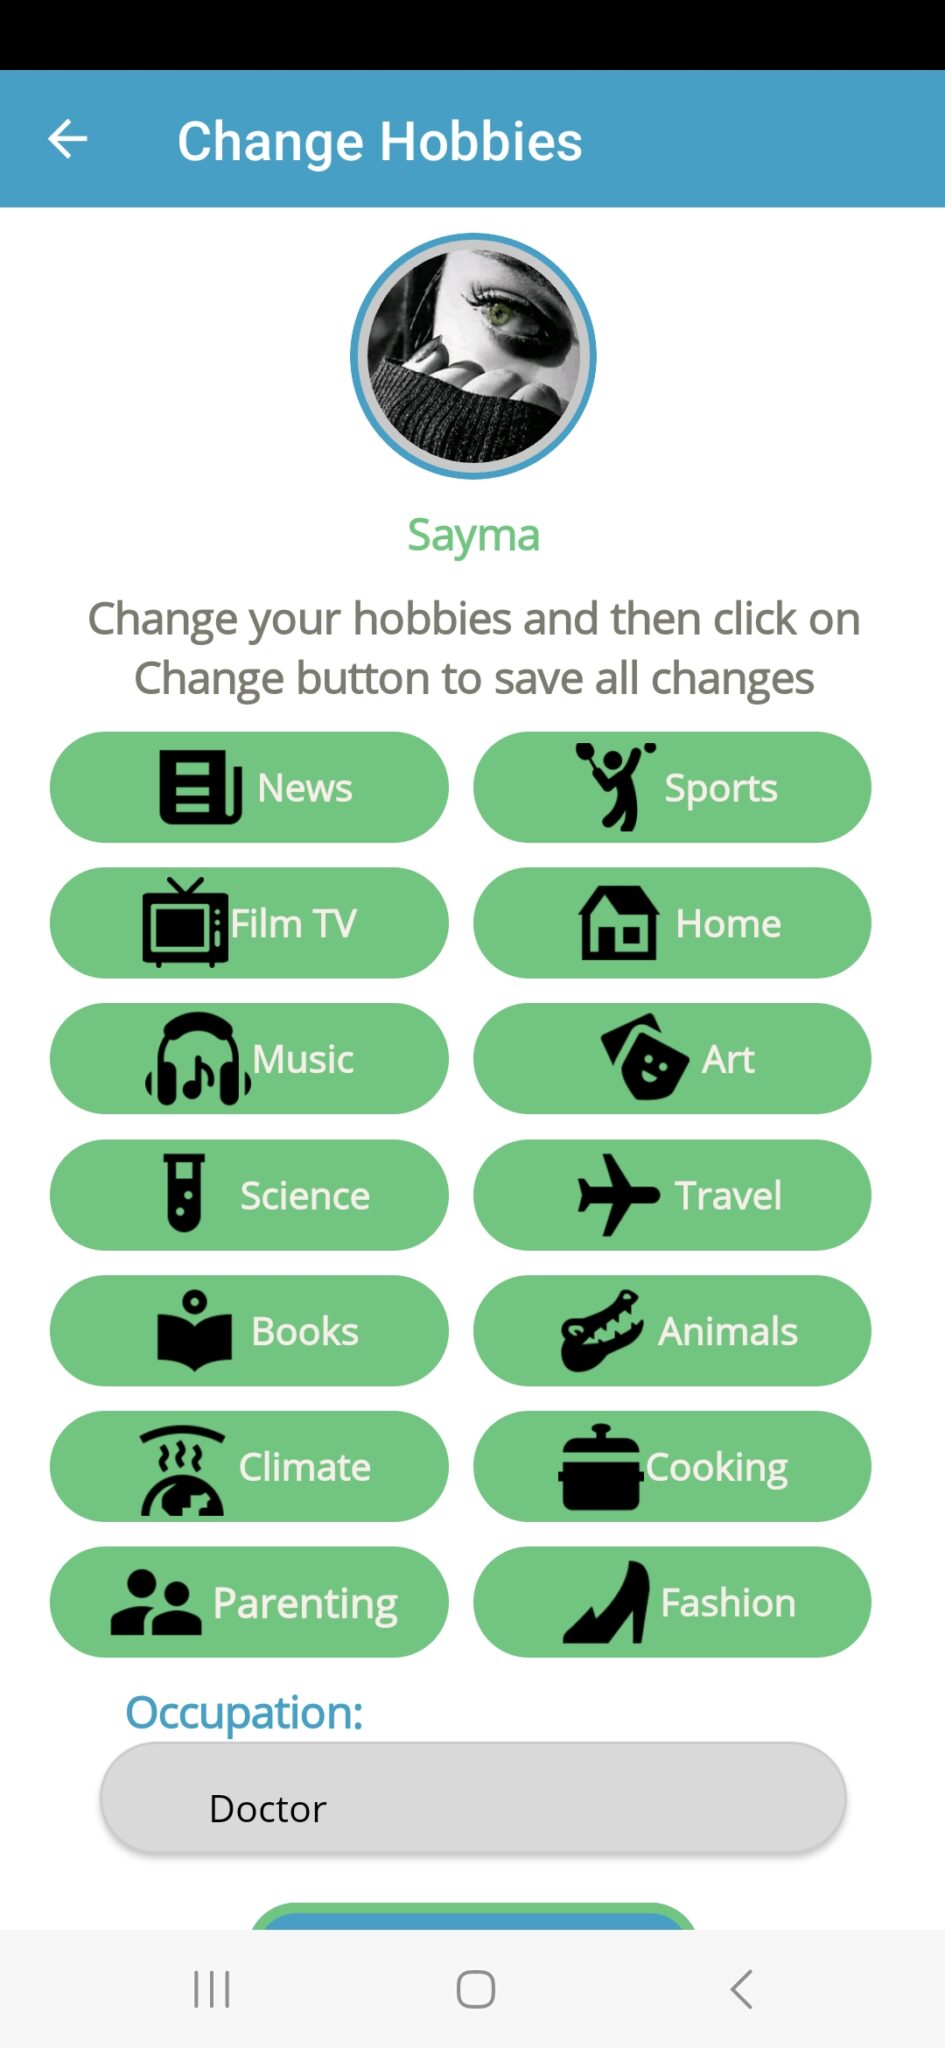 Change Hobbies
Sayma
Change your hobbies and then click on
Change button to save all changes
News
Sports
Film TV
Home
Music
Art
Science
Travel
Books
Animals
Climate
Cooking
Parenting
Fashion
Occupation:
Doctor